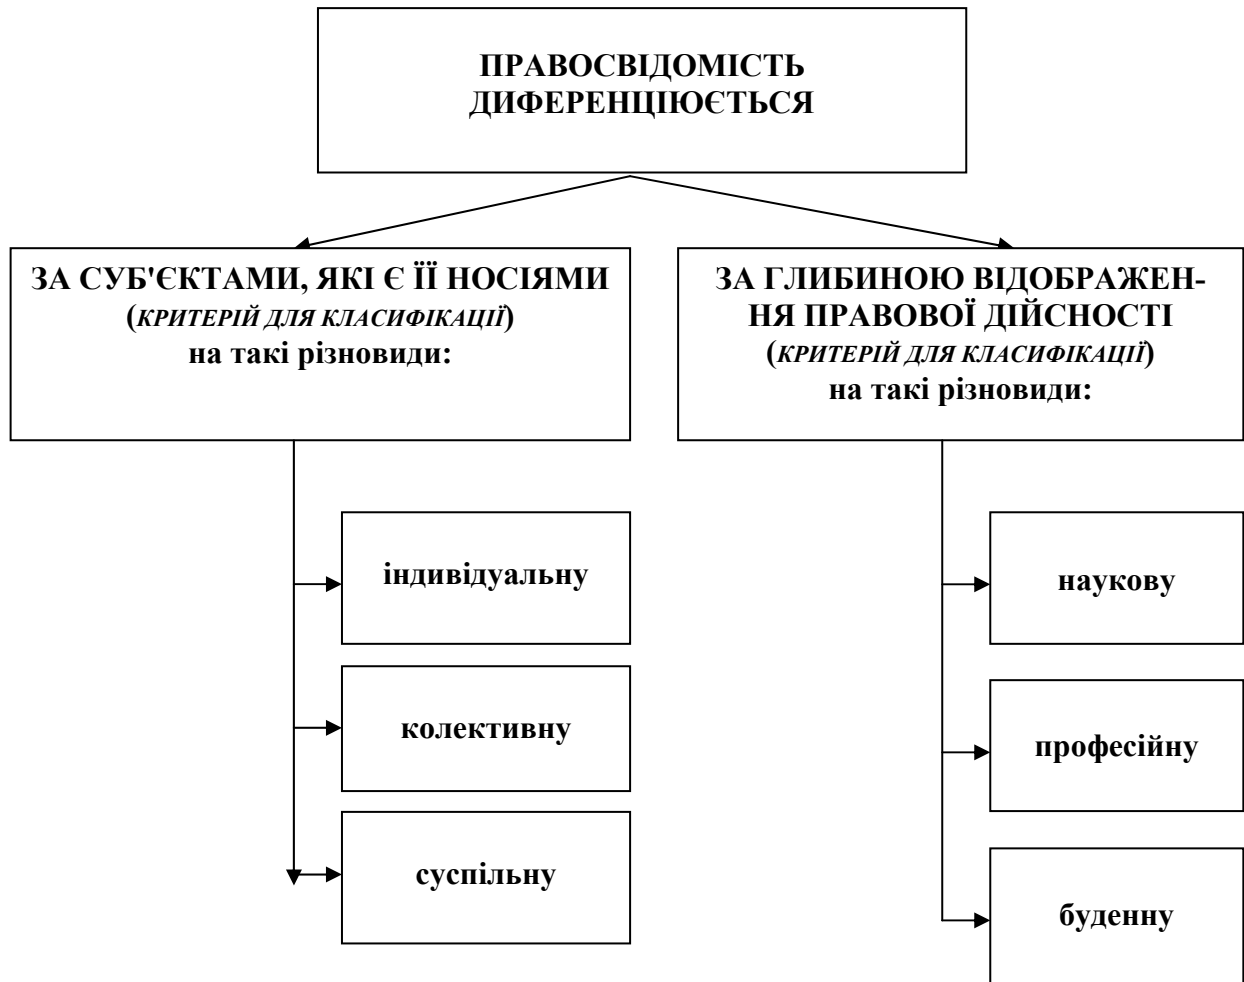 ПРАВОСВІДОМІСТЬ
ДИФЕРЕНЦІЮЄТЬСЯ
ЗА СУБ'ЄКТАМИ, ЯКІ Є ЇЇ НОСІЯМИ
(КРИТЕРІЙ ДЛЯ КЛАСИФІКАЦІЇ)
на такі різновиди:
ЗА ГЛИБИНОЮ ВІДОБРАЖЕН-
НЯ ПРАВОВОЇ ДІЙСНОСТІ
(КРИТЕРІЙ ДЛЯ КЛАСИФІКАЦІЇ)
на такі різновиди:
індивідуальну
колективну
суспільну
наукову
професійну
буденну